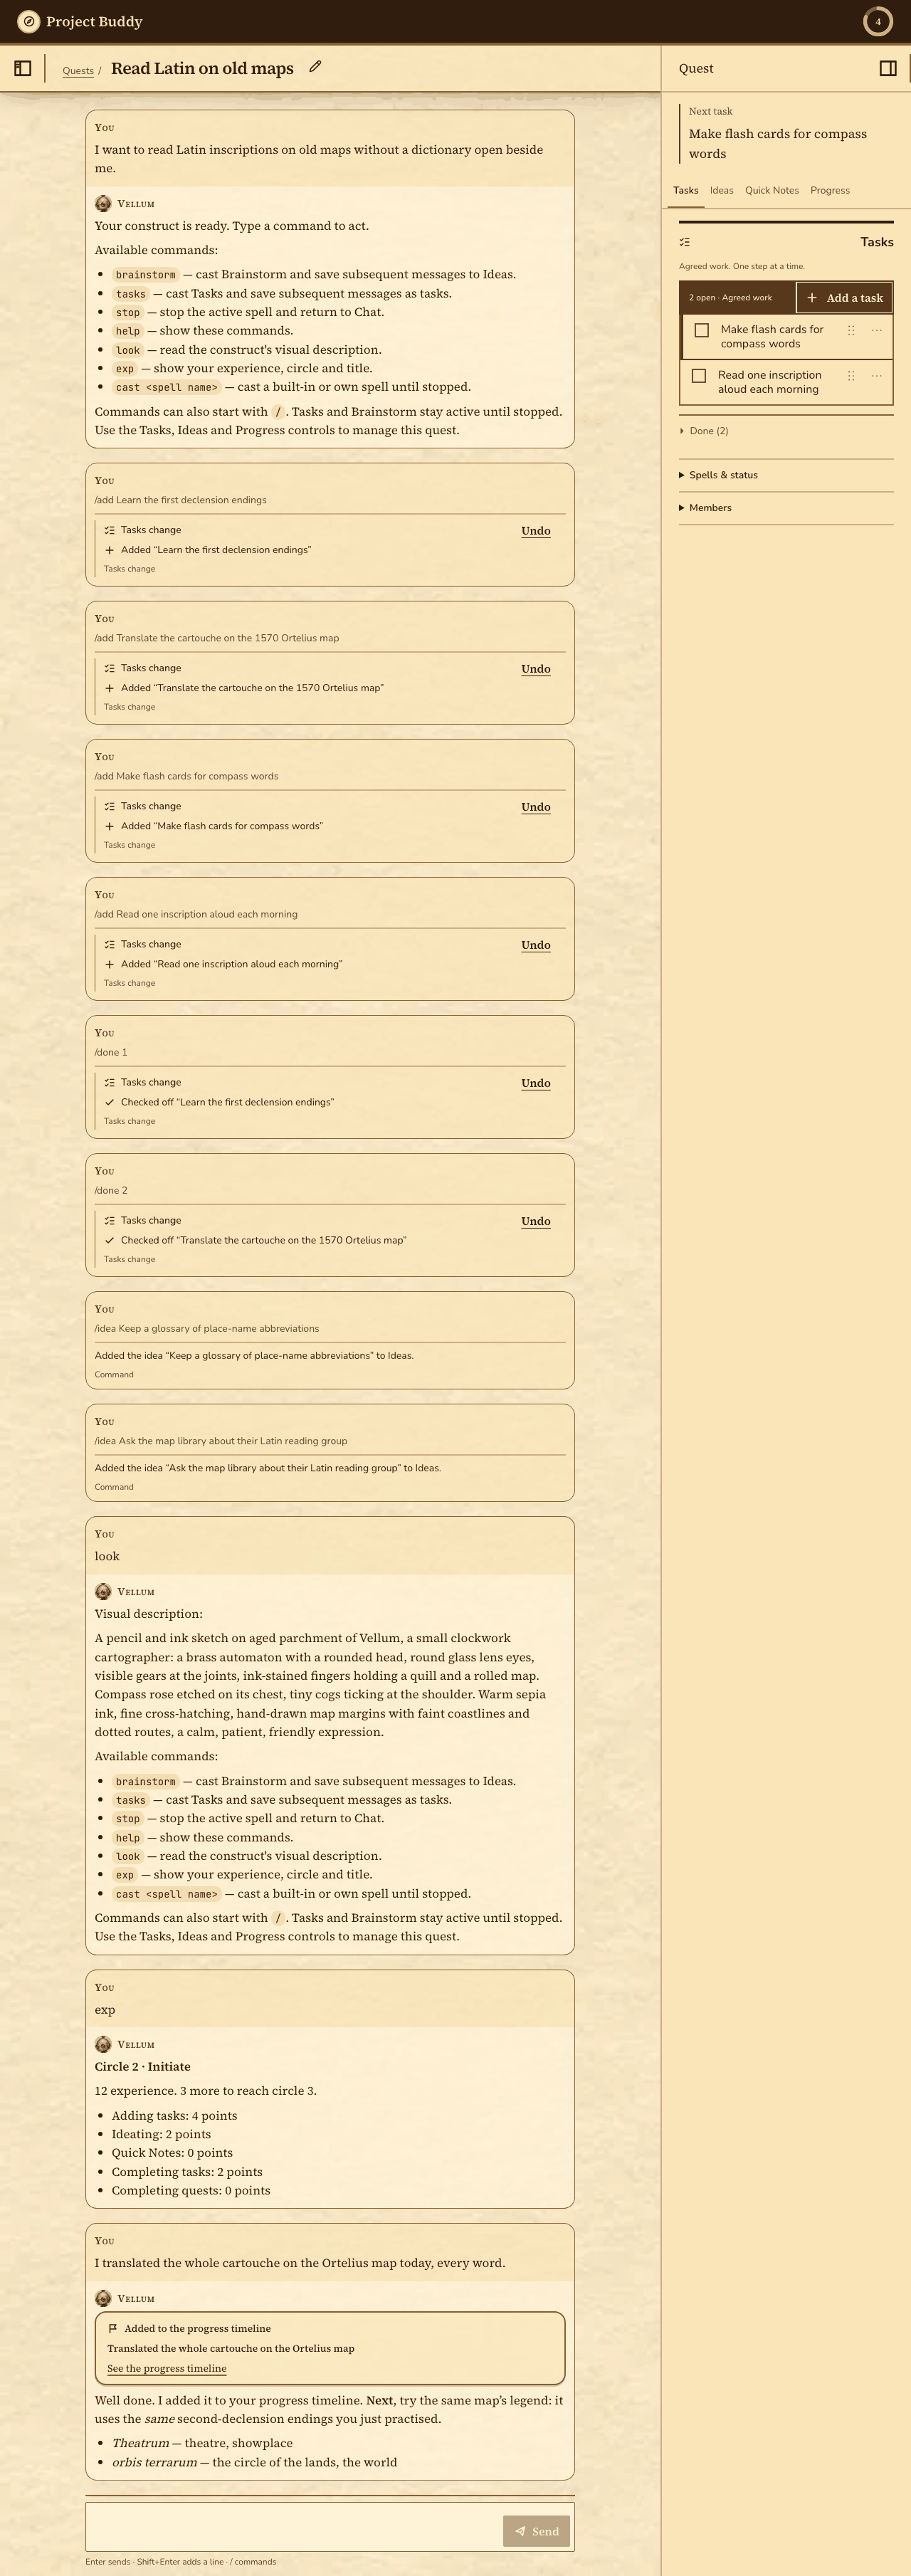 Project Buddy
4
Quests / Read Latin on old maps
You
I want to read Latin inscriptions on old maps without a dictionary open beside
me.
Vellum
Your construct is ready. Type a command to act.
Available commands:
• brainstorm — cast Brainstorm and save subsequent messages to Ideas.
• tasks — cast Tasks and save subsequent messages as tasks.
• stop — stop the active spell and return to Chat.
• help — show these commands.
• look — read the construct's visual description.
• exp — show your experience, circle and title.
• cast <spell name> — cast a built-in or own spell until stopped.
Commands can also start with /. Tasks and Brainstorm stay active until stopped.
Use the Tasks, Ideas and Progress controls to manage this quest.
You
/add Learn the first declension endings
Tasks change
Undo
Added “Learn the first declension endings”
Tasks change
You
/add Translate the cartouche on the 1570 Ortelius map
Tasks change
Undo
Added “Translate the cartouche on the 1570 Ortelius map”
Tasks change
You
/add Make flash cards for compass words
Tasks change
Undo
Added “Make flash cards for compass words”
Tasks change
You
/add Read one inscription aloud each morning
Tasks change
Undo
Added “Read one inscription aloud each morning”
Tasks change
You
/done 1
Tasks change
Undo
Checked off “Learn the first declension endings”
Tasks change
You
/done 2
Tasks change
Undo
Checked off “Translate the cartouche on the 1570 Ortelius map”
Tasks change
You
/idea Keep a glossary of place-name abbreviations
Added the idea “Keep a glossary of place-name abbreviations” to Ideas.
Command
You
/idea Ask the map library about their Latin reading group
Added the idea “Ask the map library about their Latin reading group” to Ideas.
Command
You
look
Vellum
Visual description:
A pencil and ink sketch on aged parchment of Vellum, a small clockwork
cartographer: a brass automaton with a rounded head, round glass lens eyes,
visible gears at the joints, ink-stained fingers holding a quill and a rolled map.
Compass rose etched on its chest, tiny cogs ticking at the shoulder. Warm sepia
ink, fine cross-hatching, hand-drawn map margins with faint coastlines and
dotted routes, a calm, patient, friendly expression.
Available commands:
• brainstorm — cast Brainstorm and save subsequent messages to Ideas.
• tasks — cast Tasks and save subsequent messages as tasks.
• stop — stop the active spell and return to Chat.
• help — show these commands.
• look — read the construct's visual description.
• exp — show your experience, circle and title.
• cast <spell name> — cast a built-in or own spell until stopped.
Commands can also start with /. Tasks and Brainstorm stay active until stopped.
Use the Tasks, Ideas and Progress controls to manage this quest.
You
exp
Vellum
Circle 2 · Initiate
12 experience. 3 more to reach circle 3.
• Adding tasks: 4 points
• Ideating: 2 points
• Quick Notes: 0 points
• Completing tasks: 2 points
• Completing quests: 0 points
You
I translated the whole cartouche on the Ortelius map today, every word.
Vellum
Added to the progress timeline
Translated the whole cartouche on the Ortelius map
See the progress timeline
Well done. I added it to your progress timeline. Next, try the same map’s legend: it
uses the same second-declension endings you just practised.
• Theatrum — theatre, showplace
• orbis terrarum — the circle of the lands, the world
Send
Enter sends · Shift+Enter adds a line · / commands
Quest
Next task
Make flash cards for compass
words
Tasks Ideas Quick Notes Progress
Tasks
Agreed work. One step at a time.
2 open · Agreed work
Add a task
Make flash cards for
compass words
Read one inscription
aloud each morning
Done (2)
Spells & status
Members